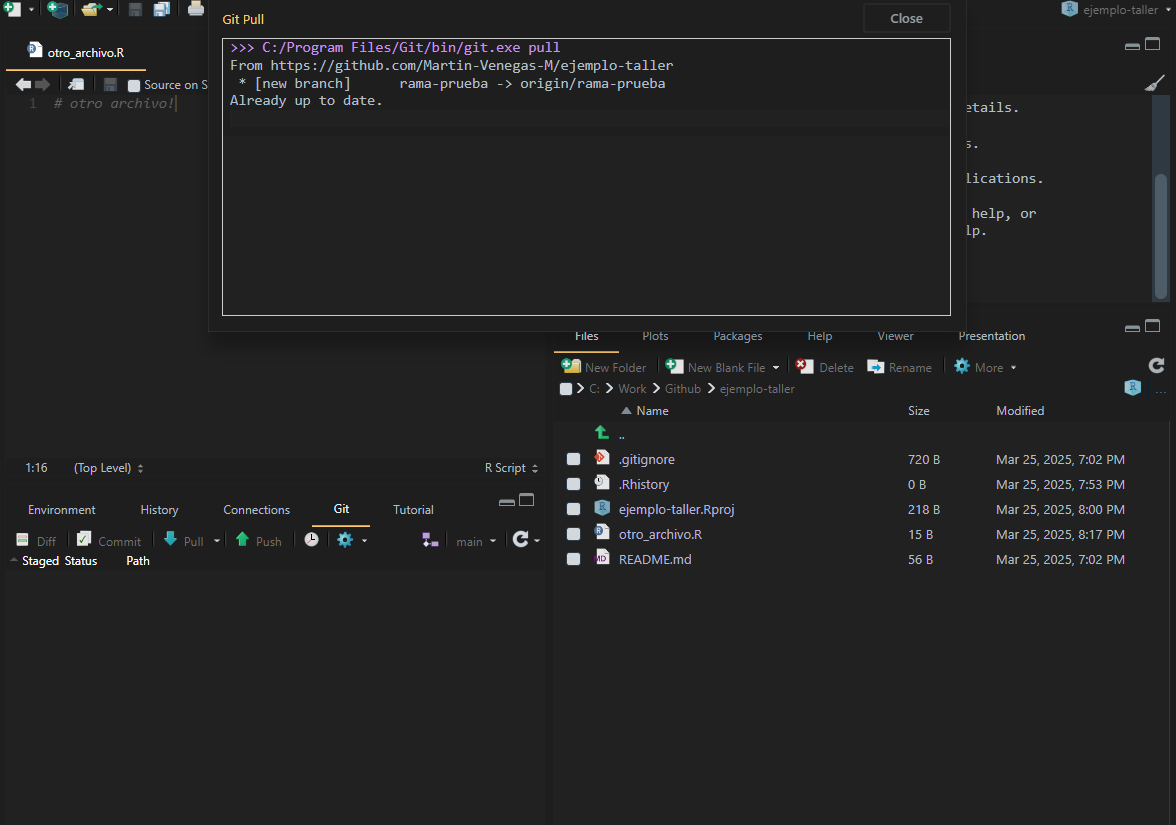 Git Pull
Close
ejemplo-taller
>>> C:/Program Files/Git/bin/git.exe pull
From https://github.com/Martin-Venegas-M/ejemplo-taller
 * [new branch]      rama-prueba -> origin/rama-prueba
Already up to date.
otro_archivo.R
Source on S
1 # otro archivo!
etails.
s.
lications.
help, or
lp.
1:16 (Top Level) R Script
Environment History Connections Git Tutorial
Diff Commit Pull Push main
Staged Status Path
Files Plots Packages Help Viewer Presentation
New Folder New Blank File Delete Rename More
C: Work Github ejemplo-taller
Name Size Modified
..
.gitignore 720 B Mar 25, 2025, 7:02 PM
.Rhistory 0 B Mar 25, 2025, 7:53 PM
ejemplo-taller.Rproj 218 B Mar 25, 2025, 8:00 PM
otro_archivo.R 15 B Mar 25, 2025, 8:17 PM
README.md 56 B Mar 25, 2025, 7:02 PM